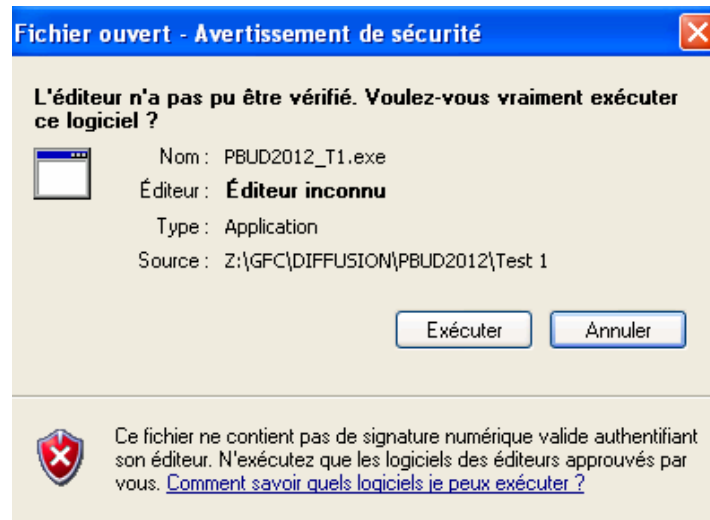 Fichier ouvert - Avertissement de sécurité
L'éditeur n'a pas pu être vérifié. Voulez-vous vraiment exécuter
ce logiciel ?
Nom : PBUD2012_T1.exe
Éditeur : Éditeur inconnu
Type : Application
Source : Z:\GFC\DIFFUSION\PBUD2012\Test 1
Exécuter Annuler
Ce fichier ne contient pas de signature numérique valide authentifiant
son éditeur. N'exécutez que les logiciels des éditeurs approuvés par
vous. Comment savoir quels logiciels je peux exécuter ?